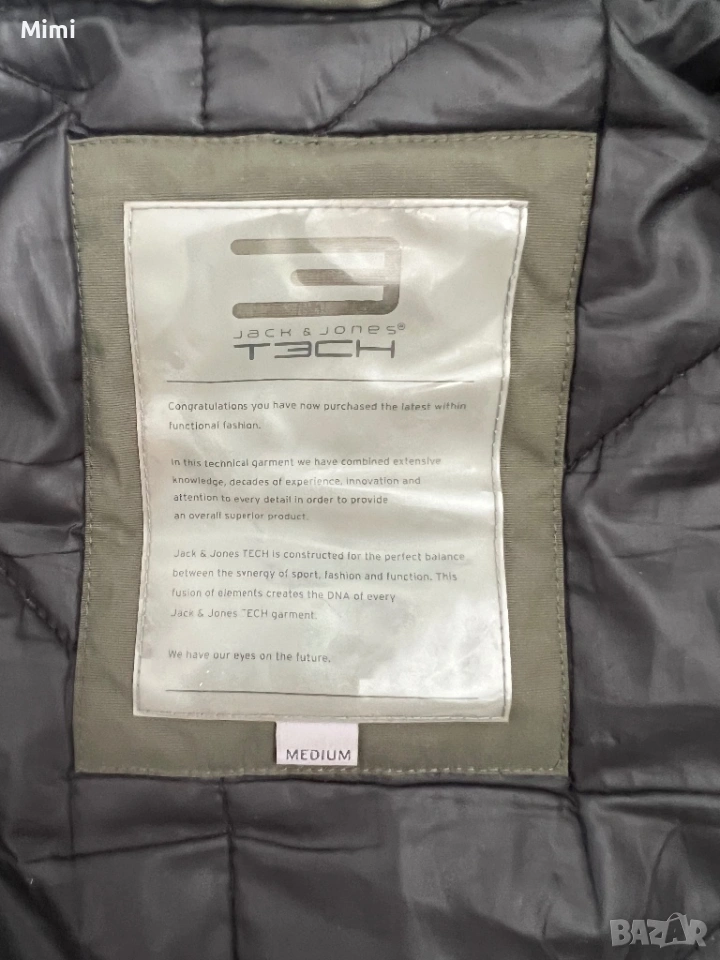 Mimi
Jack & Jones®
T3CH
Congratulations you have now purchased the latest within
functional fashion.
In this technical garment we have combined extensive
knowledge, decades of experience, innovation and
attention to every detail in order to provide
an overall superior product.
Jack & Jones TECH is constructed for the perfect balance
between the synergy of sport, fashion and function. This
fusion of elements creates the DNA of every
Jack & Jones TECH garment.
We have our eyes on the future.
MEDIUM
BAZAR